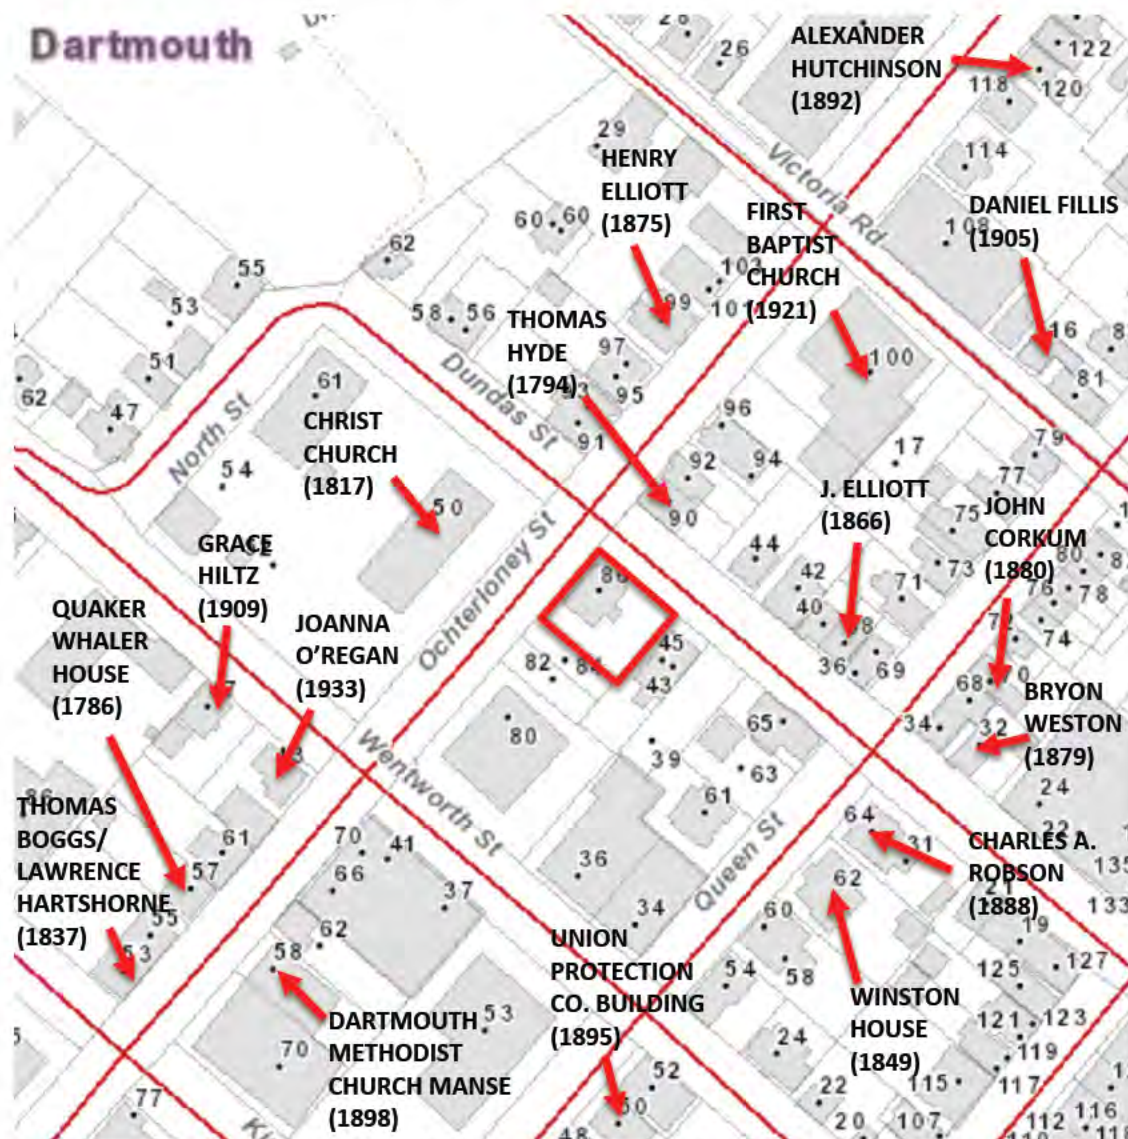 Dartmouth
ALEXANDER
HUTCHINSON
(1892)
28
26
122
118
120
29
114
HENRY
ELLIOTT
(1875)
Victoria Rd
FIRST
BAPTIST
CHURCH
(1921)
DANIEL FILLIS
(1905)
108
60
60
62
55
53
58
56
99
THOMAS
HYDE
(1794)
Dundas St
97
95
91
100
16
81
51
62
47
61
North St
54
CHRIST
CHURCH
(1817)
50
96
92
94
90
17
79
77
75
73
J. ELLIOTT
(1866)
JOHN
CORKUM
(1880)
GRACE
HILTZ
(1909)
Ochterloney St
44
42
40
36
71
69
80
76
78
72
74
QUAKER
WHALER
HOUSE
(1786)
JOANNA
O'REGAN
(1933)
82
45
43
80
39
65
63
61
68
34
32
BRYON
WESTON
(1879)
24
22
Wentworth St
THOMAS
BOGGS/
LAWRENCE
HARTSHORNE
(1837)
61
57
55
53
70
41
66
37
62
58
36
34
Queen St
64
31
62
CHARLES A.
ROBSON
(1888)
21
19
135
133
60
58
54
125
127
UNION
PROTECTION
CO. BUILDING
(1895)
WINSTON
HOUSE
(1849)
DARTMOUTH
METHODIST
CHURCH MANSE
(1898)
53
70
77
24
22
20
121
123
119
117
115
107
112
116
52
50
48